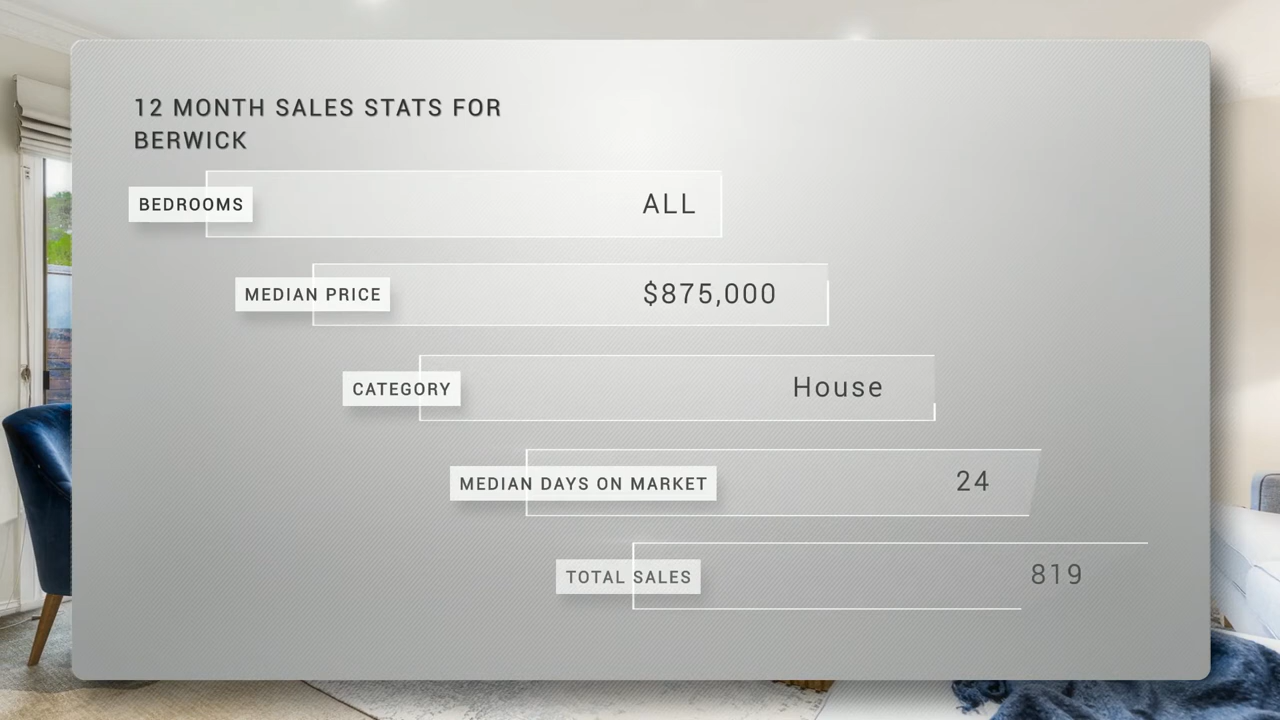 12 MONTH SALES STATS FOR
BERWICK
BEDROOMS ALL
MEDIAN PRICE $875,000
CATEGORY House
MEDIAN DAYS ON MARKET 24
TOTAL SALES 819